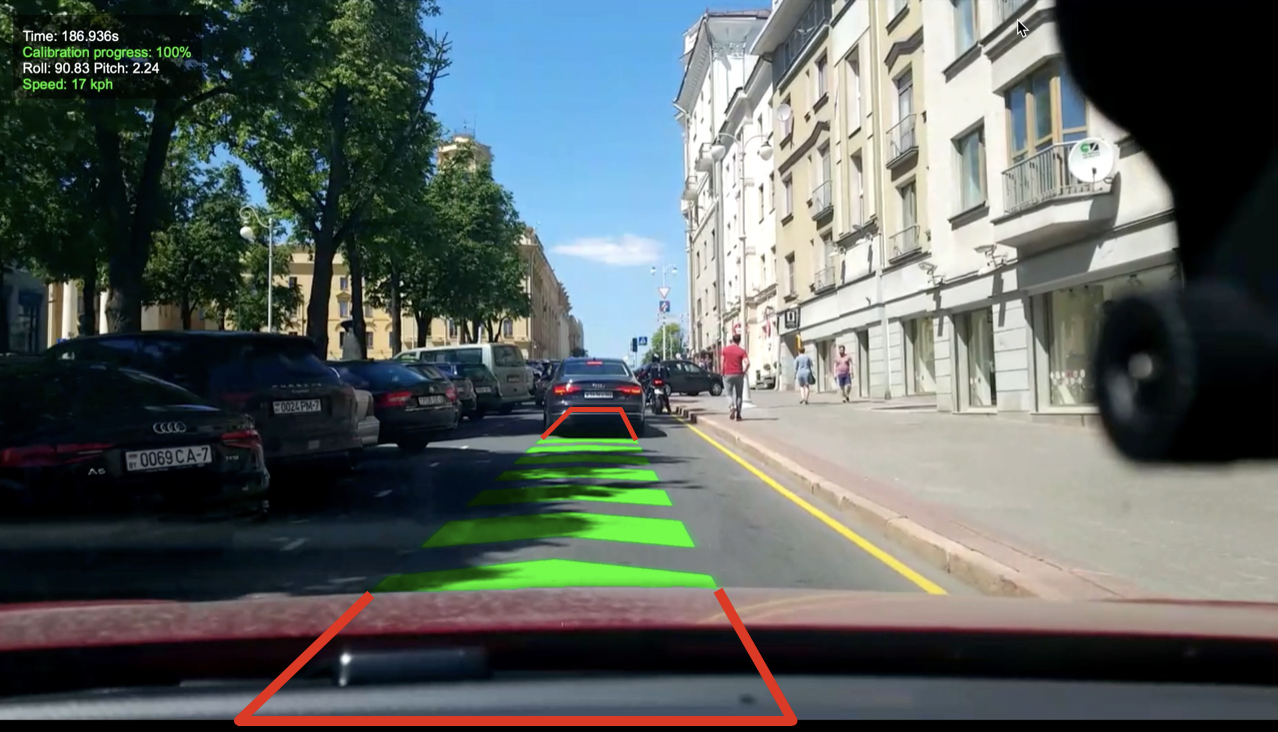 Time: 186.936s
Calibration progress: 100%
Roll: 90.83 Pitch: 2.24
Speed: 17 kph
0024 PM-7
0069 CA-7
A6